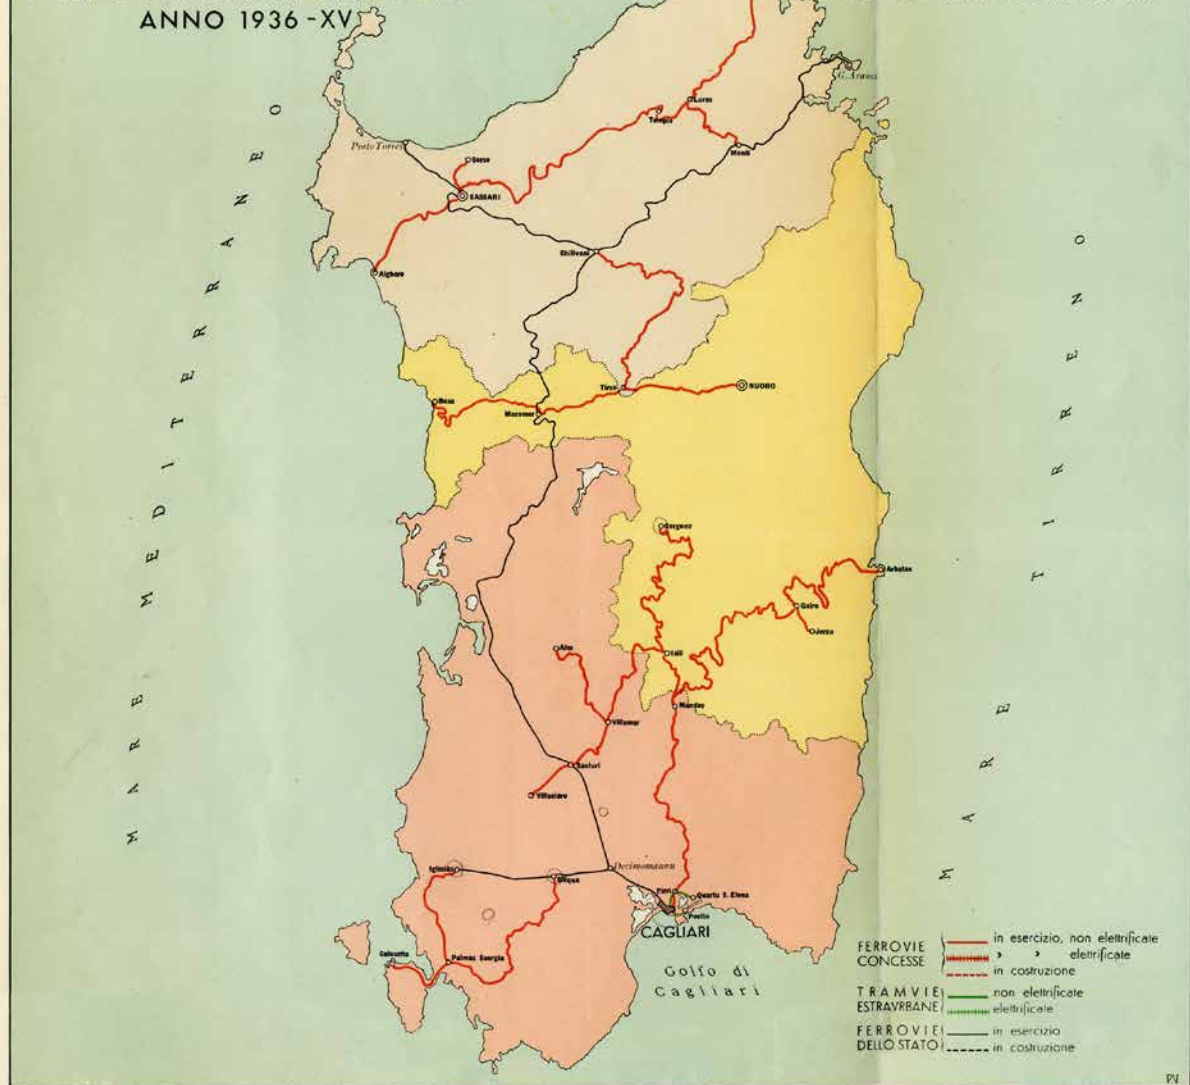 ANNO 1936-XV
MARE MEDITERRANEO
MARE TIRRENO
G. Aranci
Luras
Tempio
Monti
Porto Torres
Sorso
SASSARI
Chilivani
Alghero
Tirso
NUORO
Bosa
Macomer
Sorgono
Arbatax
Gairo
Jerzu
Ales
Isili
Villamar
Mandas
Sanluri
Villacidro
Decimomannu
Iglesias
Siliqua
Pirri
Quartu S. Elena
Poetto
CAGLIARI
Calasetta
Palmas Suergiu
Golfo di
Cagliari
FERROVIE
CONCESSE
in esercizio, non elettrificate
» » elettrificate
in costruzione
TRAMVIE
ESTRAVRBANE
non elettrificate
elettrificate
FERROVIE
DELLO STATO
in esercizio
in costruzione